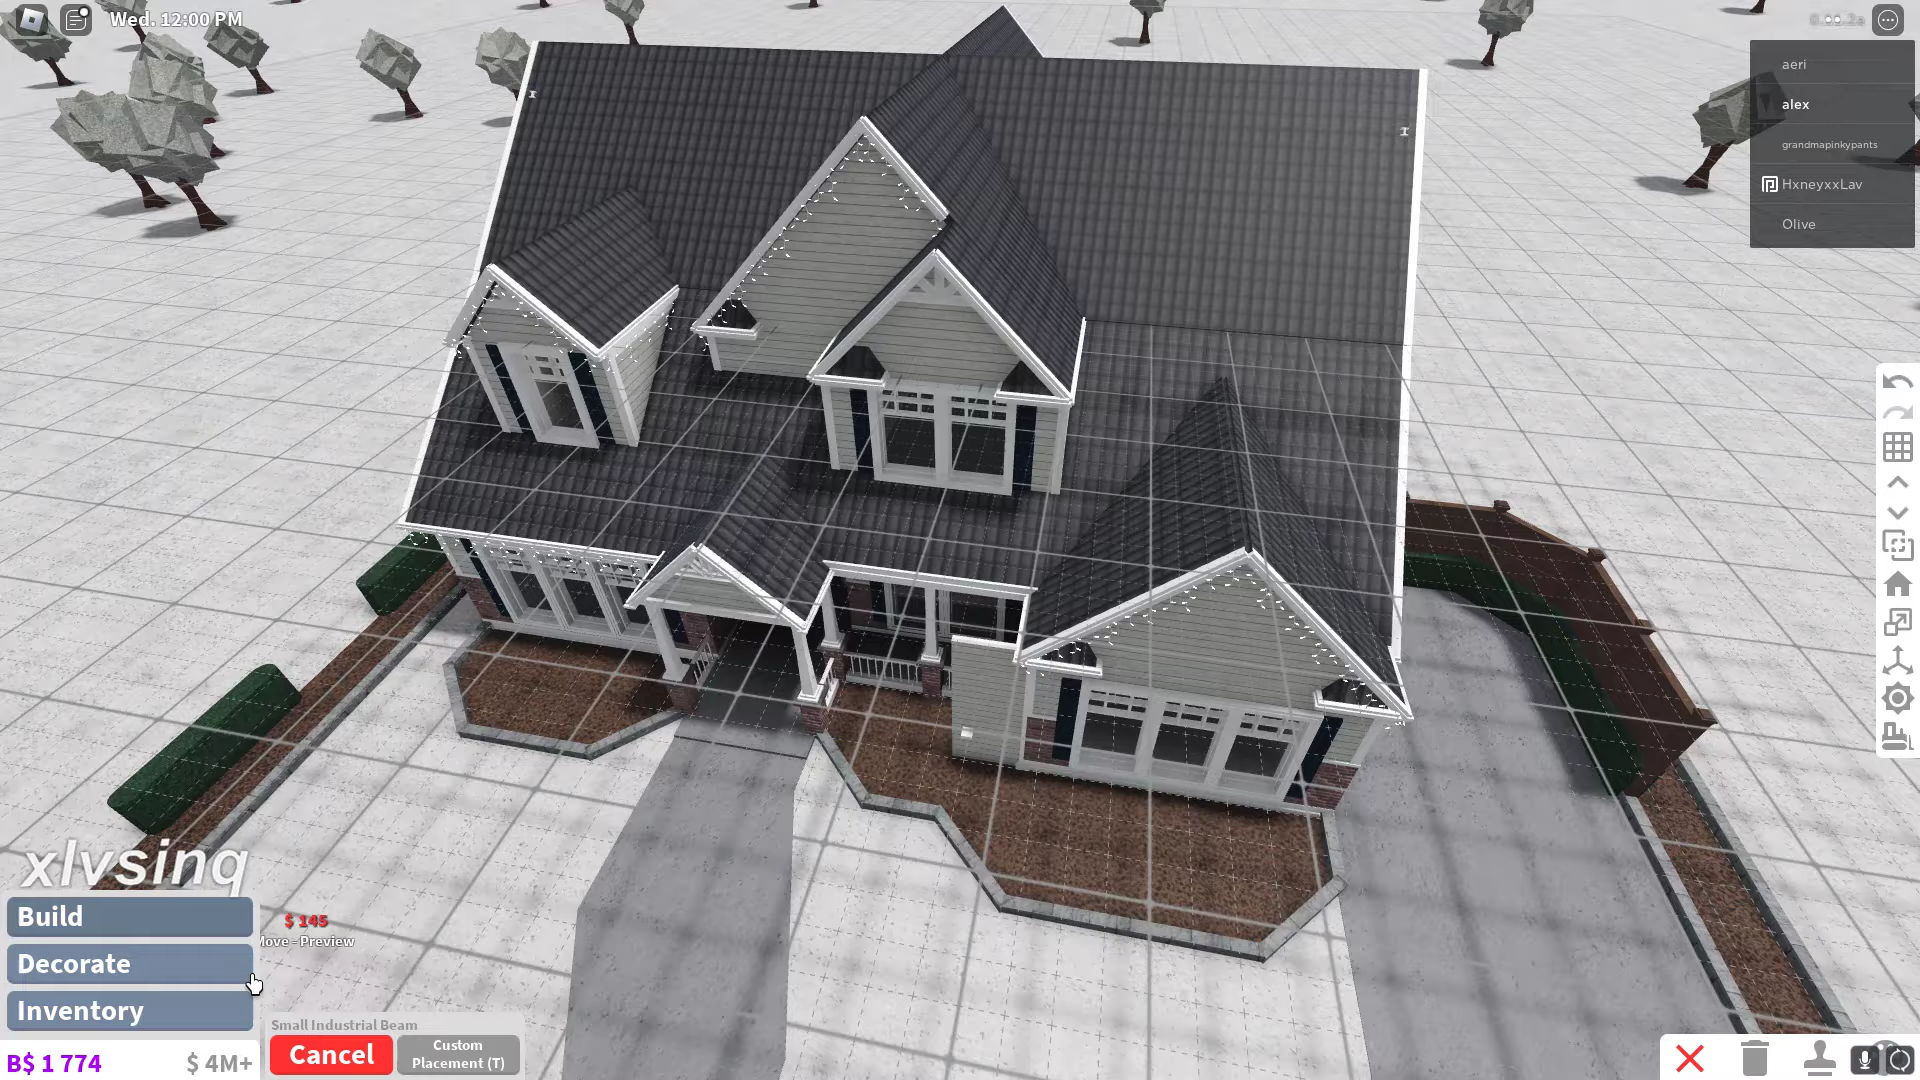 Wed. 12:00 PM
aeri
alex
grandmapinkypants
HxneyxxLav
Olive
xlvsinq
Build
$ 145
Move - Preview
Decorate
Inventory
Small Industrial Beam
Cancel
Custom
Placement (T)
B$ 1 774
$ 4M+